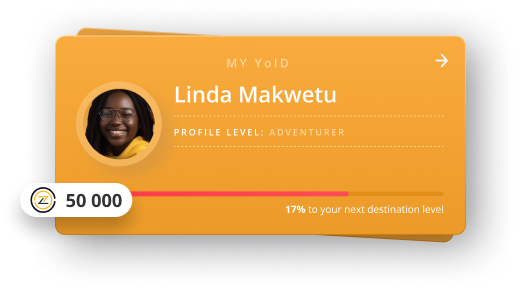 MY YoID
Linda Makwetu
PROFILE LEVEL: ADVENTURER
50 000
17% to your next destination level